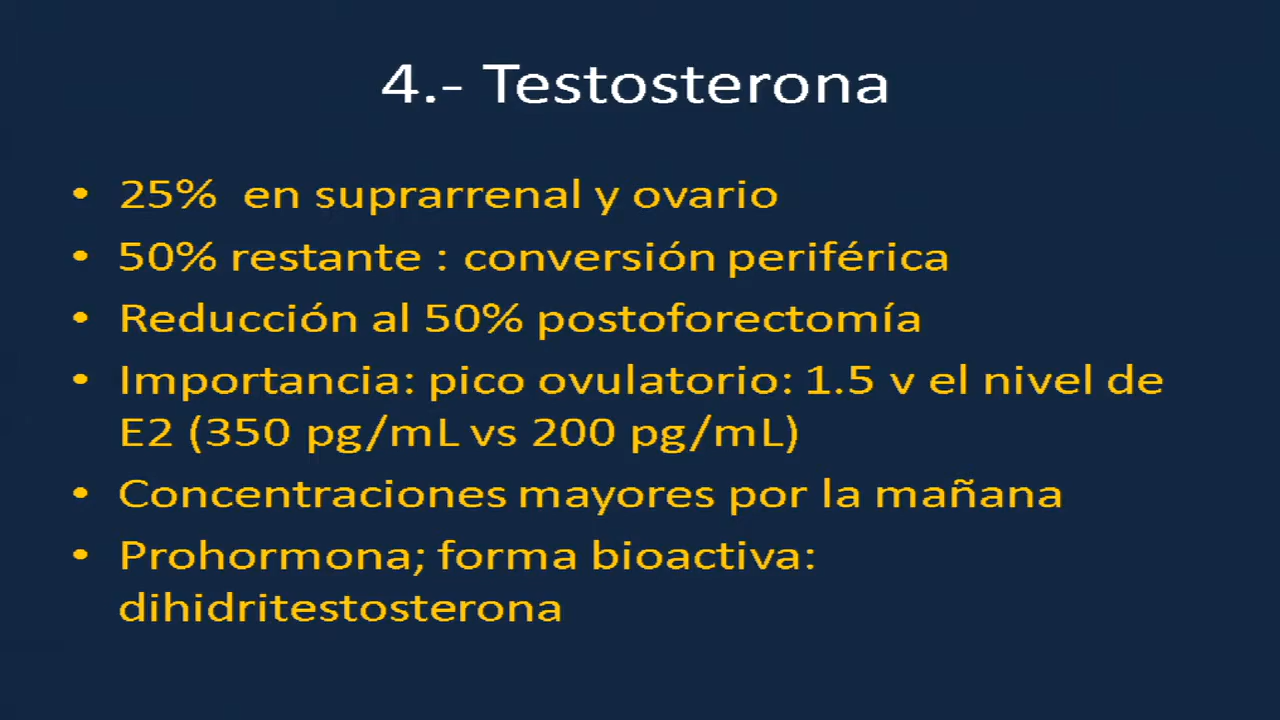 4.- Testosterona
• 25%  en suprarrenal y ovario
• 50% restante : conversión periférica
• Reducción al 50% postoforectomía
• Importancia: pico ovulatorio: 1.5 v el nivel de
E2 (350 pg/mL vs 200 pg/mL)
• Concentraciones mayores por la mañana
• Prohormona; forma bioactiva:
dihidritestosterona